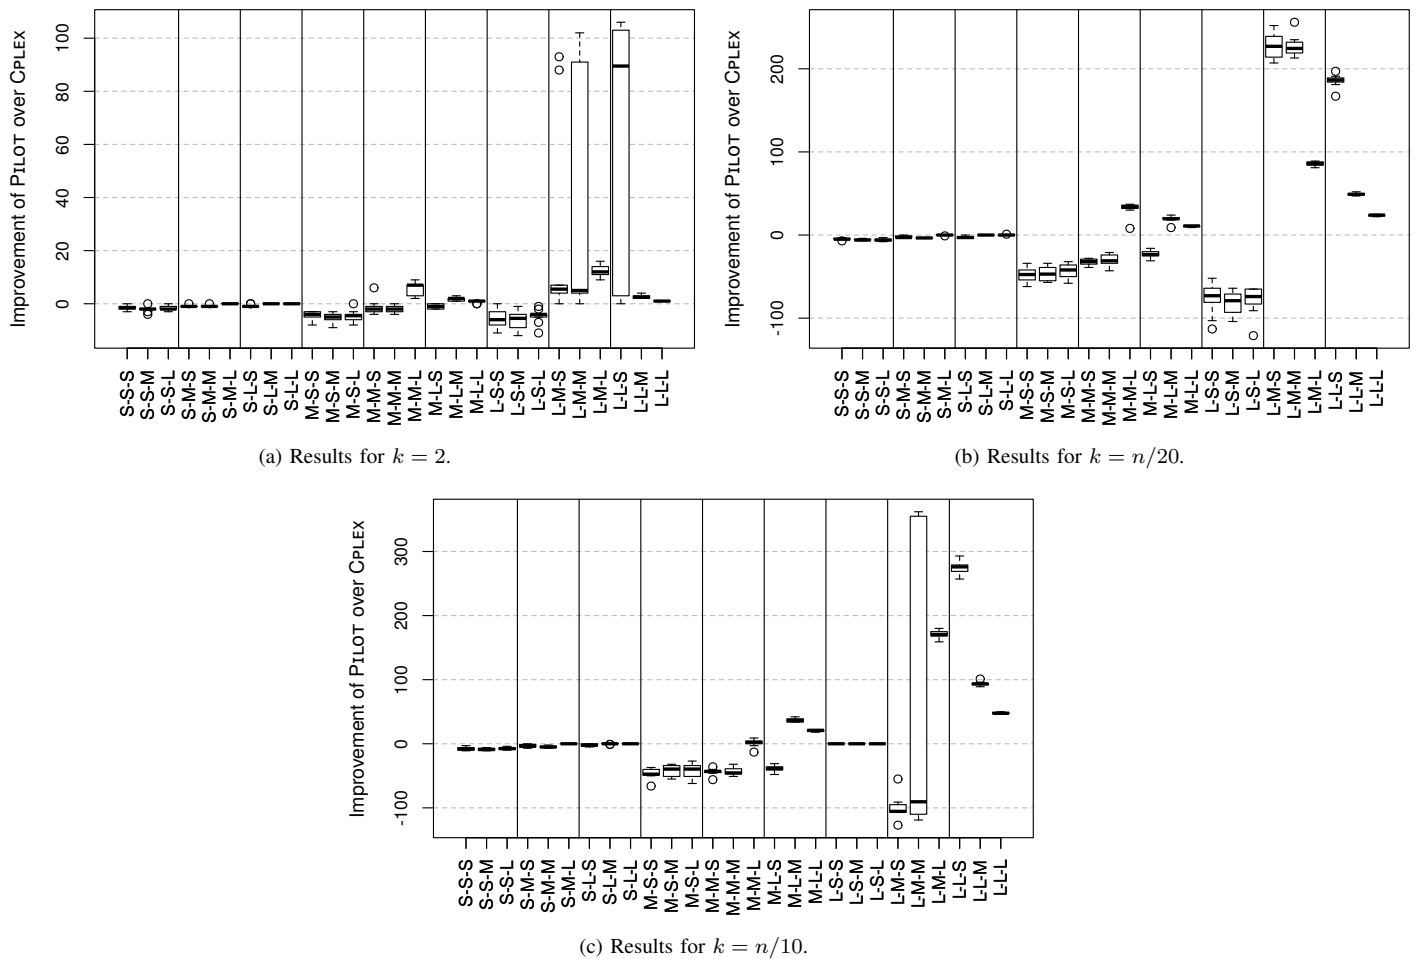 Improvement of PILOT over CPLEX
100
80
60
40
20
0
S-S-S S-S-M S-S-L S-M-S S-M-M S-M-L S-L-S S-L-M S-L-L M-S-S M-S-M M-S-L M-M-S M-M-M M-M-L M-L-S M-L-M M-L-L L-S-S L-S-M L-S-L L-M-S L-M-M L-M-L L-L-S L-L-M L-L-L
(a) Results for k = 2.
Improvement of PILOT over CPLEX
200
100
0
-100
S-S-S S-S-M S-S-L S-M-S S-M-M S-M-L S-L-S S-L-M S-L-L M-S-S M-S-M M-S-L M-M-S M-M-M M-M-L M-L-S M-L-M M-L-L L-S-S L-S-M L-S-L L-M-S L-M-M L-M-L L-L-S L-L-M L-L-L
(b) Results for k = n/20.
Improvement of PILOT over CPLEX
300
200
100
0
-100
S-S-S S-S-M S-S-L S-M-S S-M-M S-M-L S-L-S S-L-M S-L-L M-S-S M-S-M M-S-L M-M-S M-M-M M-M-L M-L-S M-L-M M-L-L L-S-S L-S-M L-S-L L-M-S L-M-M L-M-L L-L-S L-L-M L-L-L
(c) Results for k = n/10.